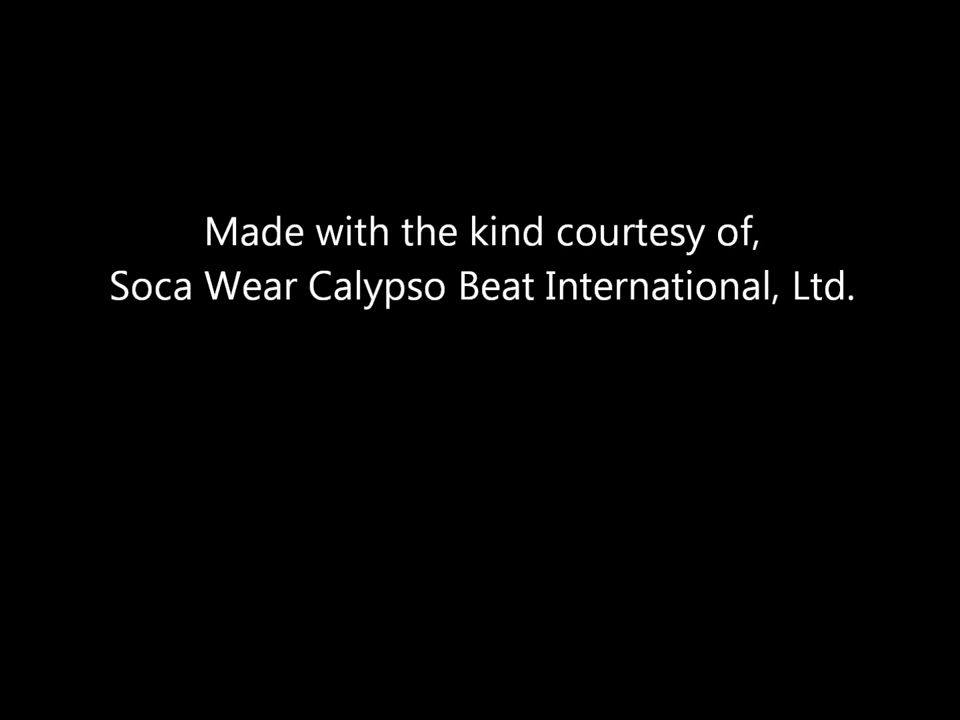 Made with the kind courtesy of,
Soca Wear Calypso Beat International, Ltd.